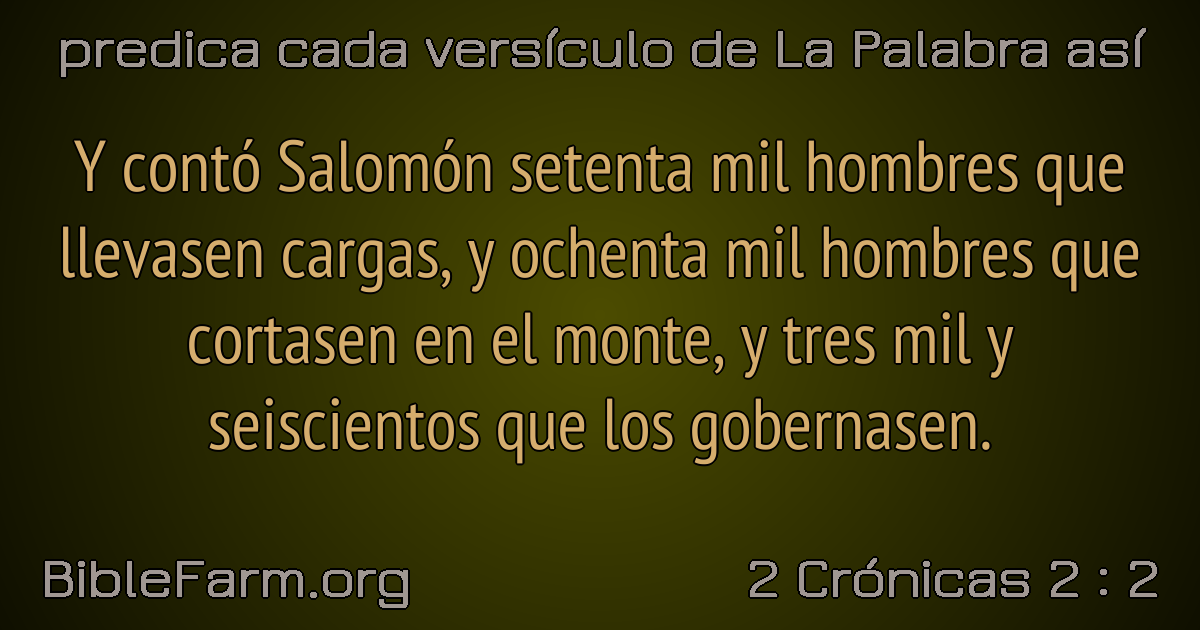 predica cada versículo de La Palabra así
Y contó Salomón setenta mil hombres que
llevasen cargas, y ochenta mil hombres que
cortasen en el monte, y tres mil y
seiscientos que los gobernasen.
BibleFarm.org
2 Crónicas 2 : 2